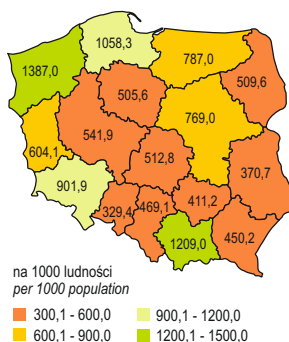 1058,3
787,0
1387,0
509,6
505,6
769,0
541,9
604,1
512,8
370,7
901,9
411,2
469,1
329,4
450,2
1209,0
na 1000 ludności
per 1000 population
300,1 - 600,0
900,1 - 1200,0
600,1 - 900,0
1200,1 - 1500,0